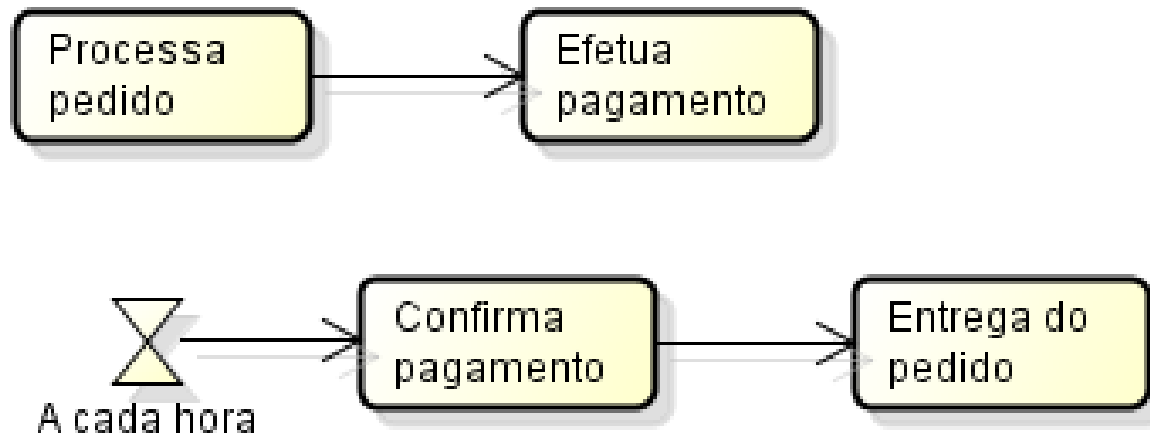 Processa
pedido
Efetua
pagamento
Confirma
pagamento
Entrega do
pedido
A cada hora